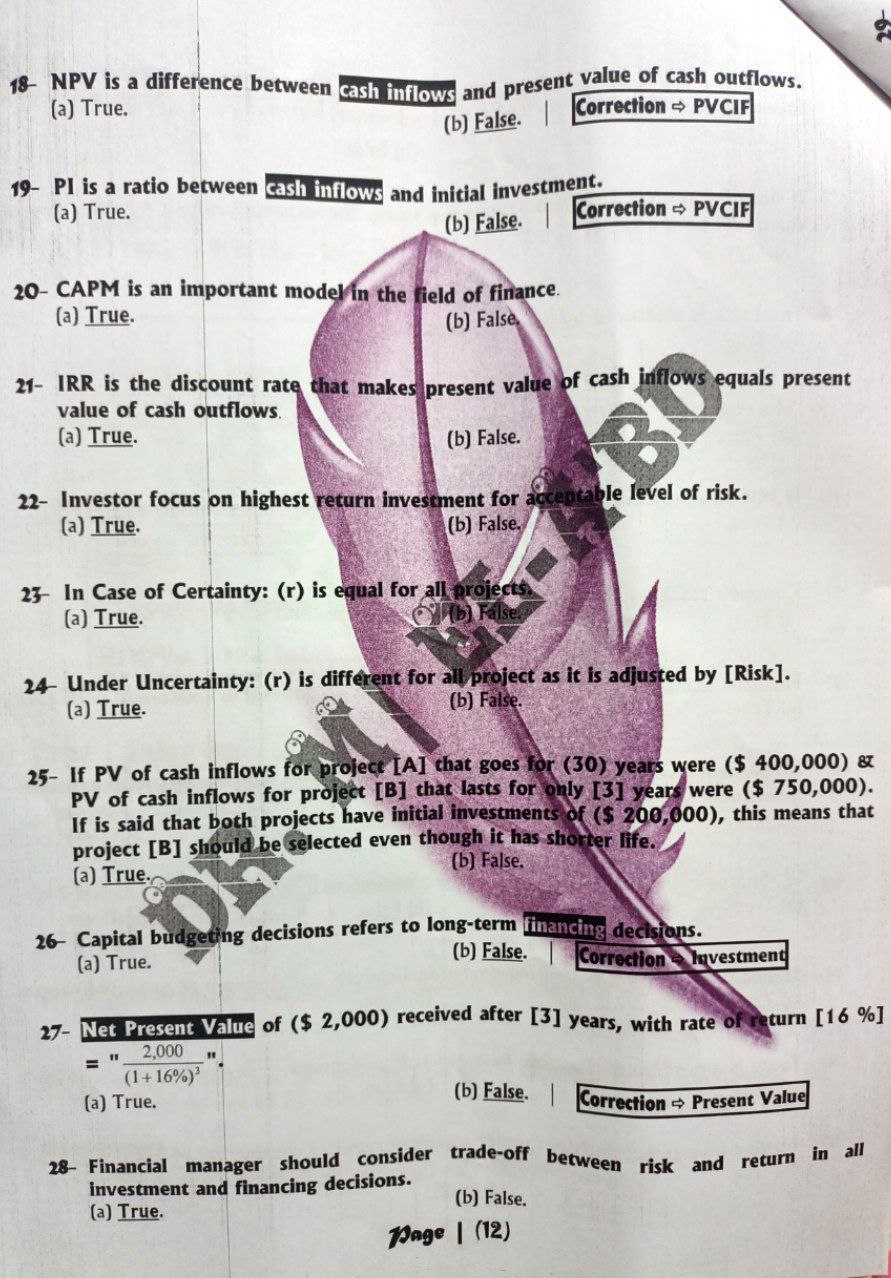 29-
18- NPV is a difference between cash inflows and present value of cash outflows.
(a) True. (b) False. | Correction ⇨ PVCIF
19- PI is a ratio between cash inflows and initial investment.
(a) True. (b) False. | Correction ⇨ PVCIF
20- CAPM is an important model in the field of finance.
(a) True. (b) False.
21- IRR is the discount rate that makes present value of cash inflows equals present
value of cash outflows.
(a) True. (b) False.
22- Investor focus on highest return investment for acceptable level of risk.
(a) True. (b) False.
23- In Case of Certainty: (r) is equal for all projects.
(a) True. (b) False.
24- Under Uncertainty: (r) is different for all project as it is adjusted by [Risk].
(a) True. (b) False.
25- If PV of cash inflows for project [A] that goes for (30) years were ($ 400,000) &
PV of cash inflows for project [B] that lasts for only [3] years were ($ 750,000).
If is said that both projects have initial investments of ($ 200,000), this means that
project [B] should be selected even though it has shorter life.
(a) True. (b) False.
26- Capital budgeting decisions refers to long-term financing decisions.
(a) True. (b) False. | Correction ⇨ Investment
27- Net Present Value of ($ 2,000) received after [3] years, with rate of return [16 %]
= " 2,000 / (1+16%)³ ".
(a) True. (b) False. | Correction ⇨ Present Value
28- Financial manager should consider trade-off between risk and return in all
investment and financing decisions.
(a) True. (b) False.
Page | (12)
DR. M / EL-A'BD